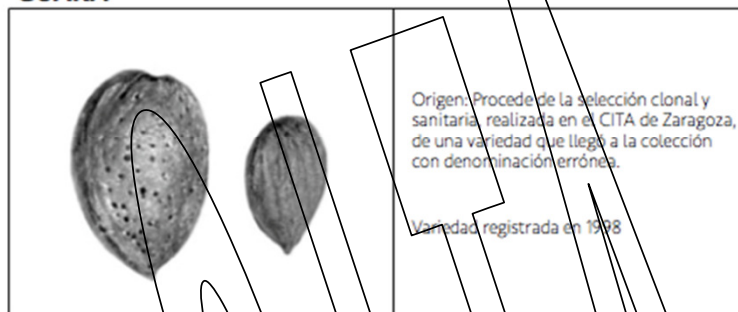 Origen: Procede de la selección clonal y
sanitaria, realizada en el CITA de Zaragoza,
de una variedad que llegó a la colección
con denominación errónea.
Variedad registrada en 1998